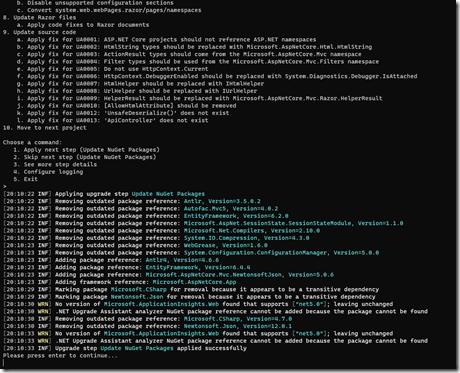 b. Disable unsupported configuration sections
c. Convert system.web.webPages.razor/pages/namespaces
8. Update Razor files
a. Apply code fixes to Razor documents
9. Update source code
a. Apply fix for UA0001: ASP.NET Core projects should not reference ASP.NET namespaces
b. Apply fix for UA0002: HtmlString types should be replaced with Microsoft.AspNetCore.Html.HtmlString
c. Apply fix for UA0003: ActionResult types should come from the Microsoft.AspNetCore.Mvc namespace
d. Apply fix for UA0004: Filter types should be used from the Microsoft.AspNetCore.Mvc.Filters namespace
e. Apply fix for UA0005: Do not use HttpContext.Current
f. Apply fix for UA0006: HttpContext.DebuggerEnabled should be replaced with System.Diagnostics.Debugger.IsAttached
g. Apply fix for UA0007: HtmlHelper should be replaced with IHtmlHelper
h. Apply fix for UA0008: UrlHelper should be replaced with IUrlHelper
i. Apply fix for UA0009: HelperResult should be replaced with Microsoft.AspNetCore.Mvc.Razor.HelperResult
j. Apply fix for UA0010: [AllowHtmlAttribute] should be removed
k. Apply fix for UA0012: 'UnsafeDeserialize()' does not exist
l. Apply fix for UA0013: 'ApiController' does not exist
10. Move to next project
Choose a command:
1. Apply next step (Update NuGet Packages)
2. Skip next step (Update NuGet Packages)
3. See more step details
4. Configure logging
5. Exit
>
[20:10:22 INF] Applying upgrade step Update NuGet Packages
[20:10:22 INF] Removing outdated package reference: Antlr, Version=3.5.0.2
[20:10:22 INF] Removing outdated package reference: Autofac.Mvc5, Version=4.0.2
[20:10:22 INF] Removing outdated package reference: EntityFramework, Version=6.2.0
[20:10:22 INF] Removing outdated package reference: Microsoft.AspNet.SessionState.SessionStateModule, Version=1.1.0
[20:10:22 INF] Removing outdated package reference: Microsoft.Net.Compilers, Version=2.10.0
[20:10:22 INF] Removing outdated package reference: System.IO.Compression, Version=4.3.0
[20:10:22 INF] Removing outdated package reference: WebGrease, Version=1.6.0
[20:10:23 INF] Removing outdated package reference: System.Configuration.ConfigurationManager, Version=5.0.0
[20:10:23 INF] Adding package reference: Antlr4, Version=4.6.6
[20:10:23 INF] Adding package reference: EntityFramework, Version=6.4.4
[20:10:23 INF] Adding package reference: Microsoft.AspNetCore.Mvc.NewtonsoftJson, Version=5.0.6
[20:10:23 INF] Adding framework reference: Microsoft.AspNetCore.App
[20:10:29 INF] Marking package Microsoft.CSharp for removal because it appears to be a transitive dependency
[20:10:29 INF] Marking package Newtonsoft.Json for removal because it appears to be a transitive dependency
[20:10:30 WRN] No version of Microsoft.ApplicationInsights.Web found that supports ["net5.0"]; leaving unchanged
[20:10:30 WRN] .NET Upgrade Assistant analyzer NuGet package reference cannot be added because the package cannot be found
[20:10:30 INF] Removing outdated package reference: Microsoft.CSharp, Version=4.7.0
[20:10:30 INF] Removing outdated package reference: Newtonsoft.Json, Version=12.0.1
[20:10:33 WRN] No version of Microsoft.ApplicationInsights.Web found that supports ["net5.0"]; leaving unchanged
[20:10:33 WRN] .NET Upgrade Assistant analyzer NuGet package reference cannot be added because the package cannot be found
[20:10:33 INF] Upgrade step Update NuGet Packages applied successfully
Please press enter to continue...